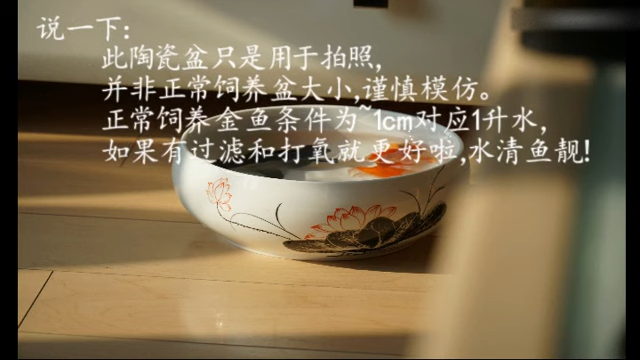 说一下:
此陶瓷盆只是用于拍照,
并非正常饲养盆大小,谨慎模仿。
正常饲养金鱼条件为~1cm对应1升水,
如果有过滤和打氧就更好啦,水清鱼靓!